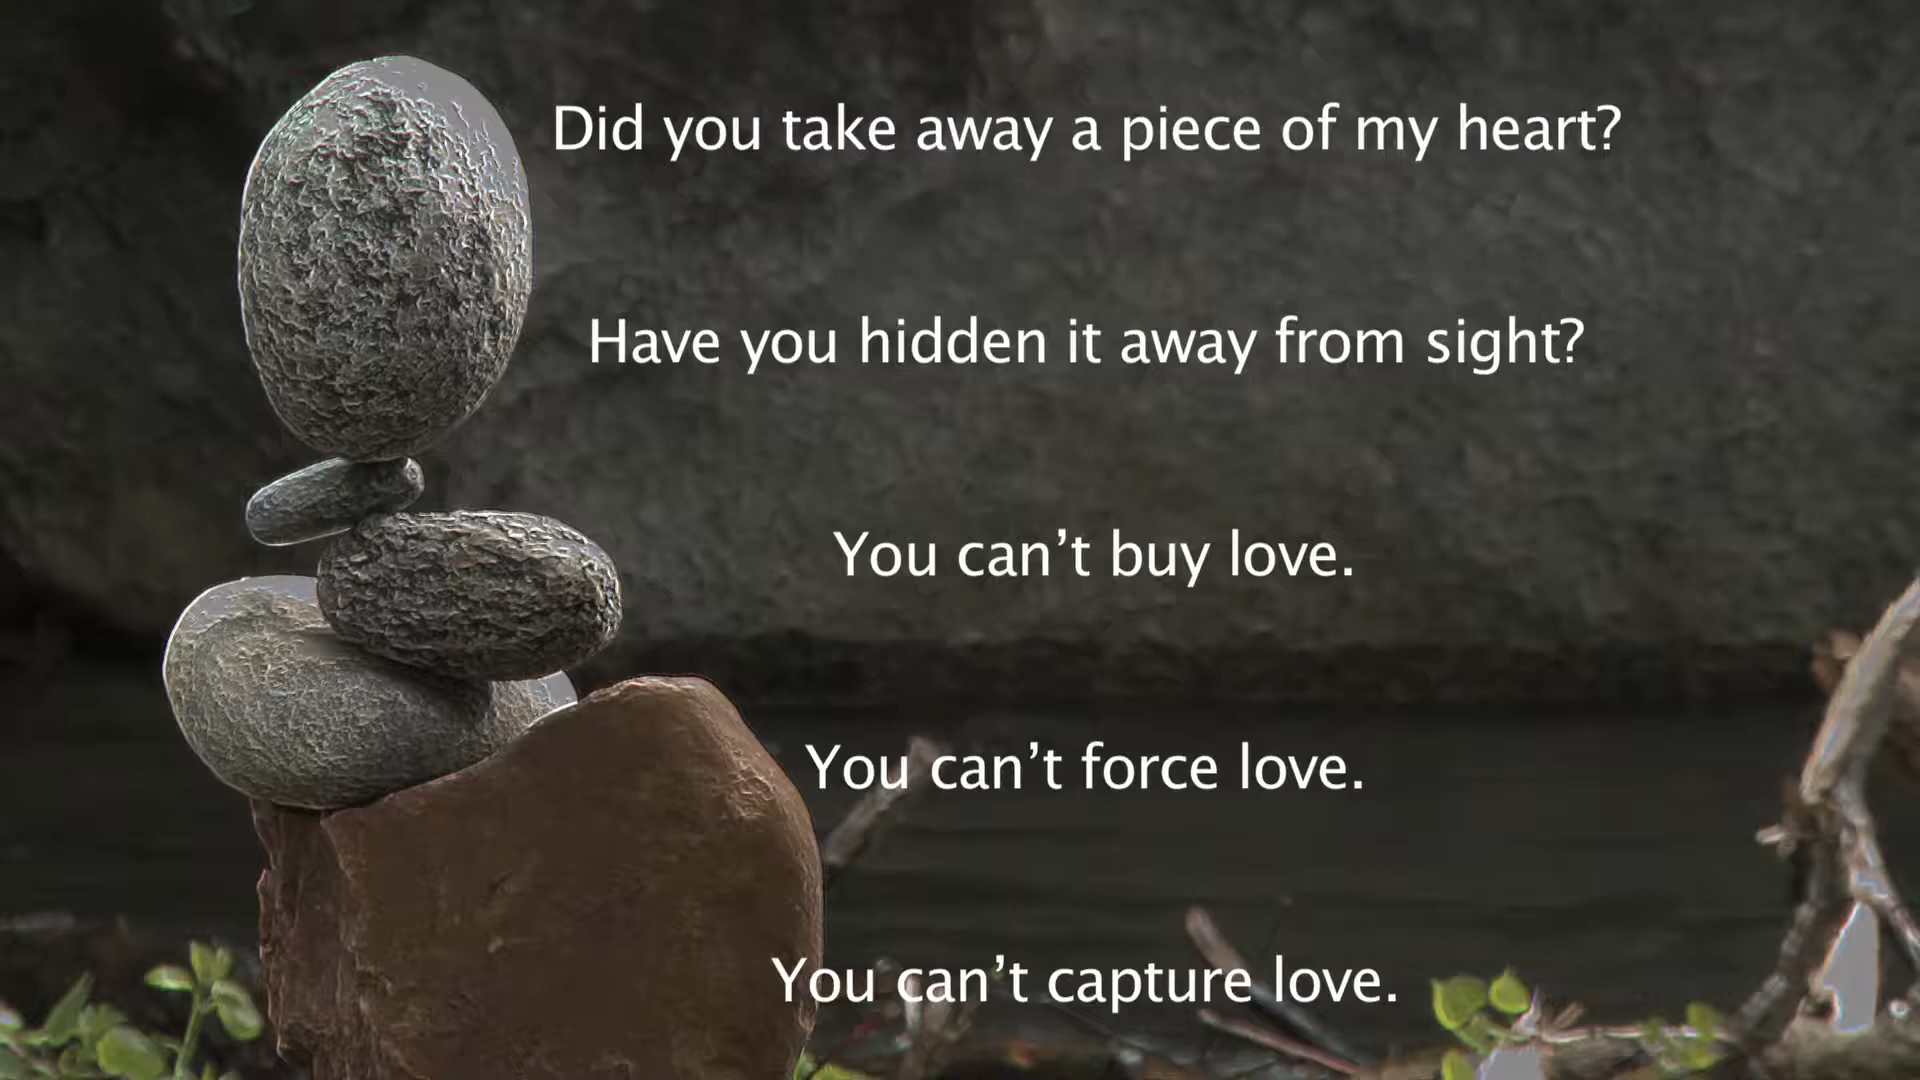 Did you take away a piece of my heart?
Have you hidden it away from sight?
You can’t buy love.
You can’t force love.
You can’t capture love.